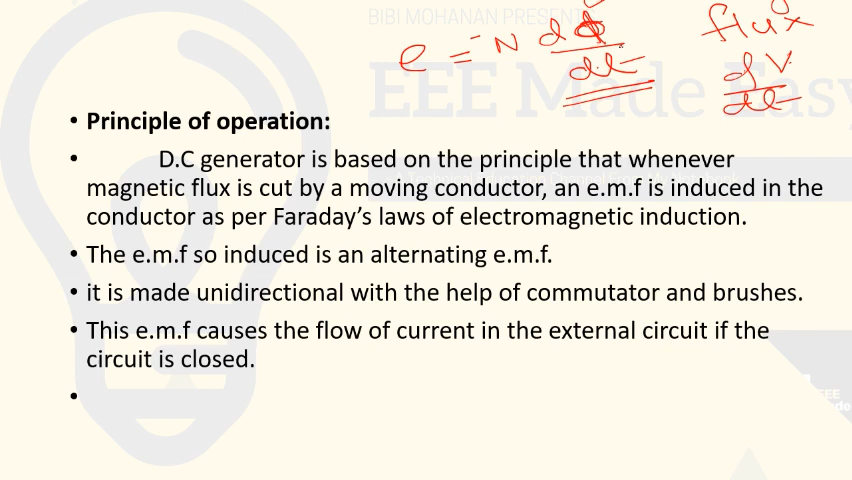 BIBI MOHANAN PRESENT
EEE Made Easy
e = -N dϕ/dt
flux
dv/dt
• Principle of operation:
• D.C generator is based on the principle that whenever
magnetic flux is cut by a moving conductor, an e.m.f is induced in the
conductor as per Faraday's laws of electromagnetic induction.
• The e.m.f so induced is an alternating e.m.f.
• it is made unidirectional with the help of commutator and brushes.
• This e.m.f causes the flow of current in the external circuit if the
circuit is closed.
•